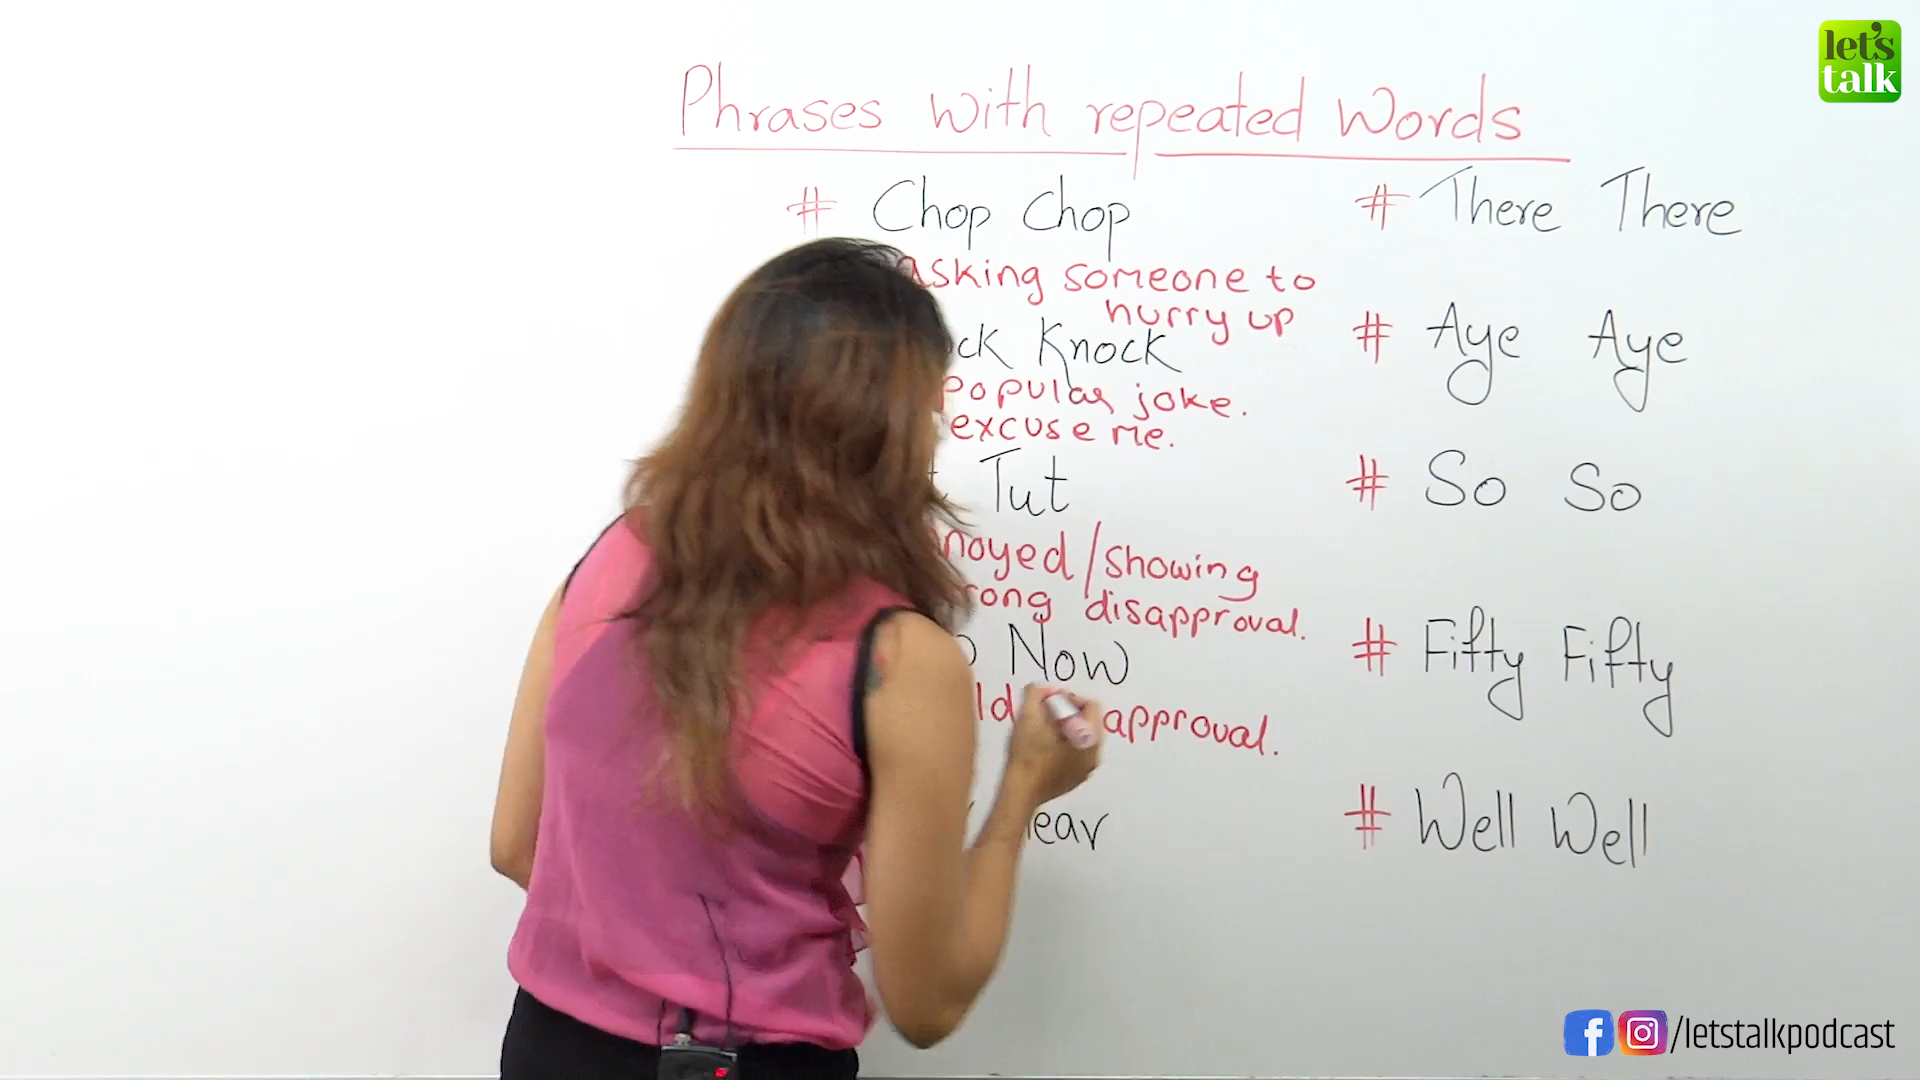 let's
talk
Phrases with repeated Words
# Chop Chop
asking someone to
hurry up
Knock
popular joke.
excuse me.
Tut
/showing
disapproval.
Now
approval.
# There There
# Aye Aye
# So So
# Fifty Fifty
# Well Well
/letstalkpodcast